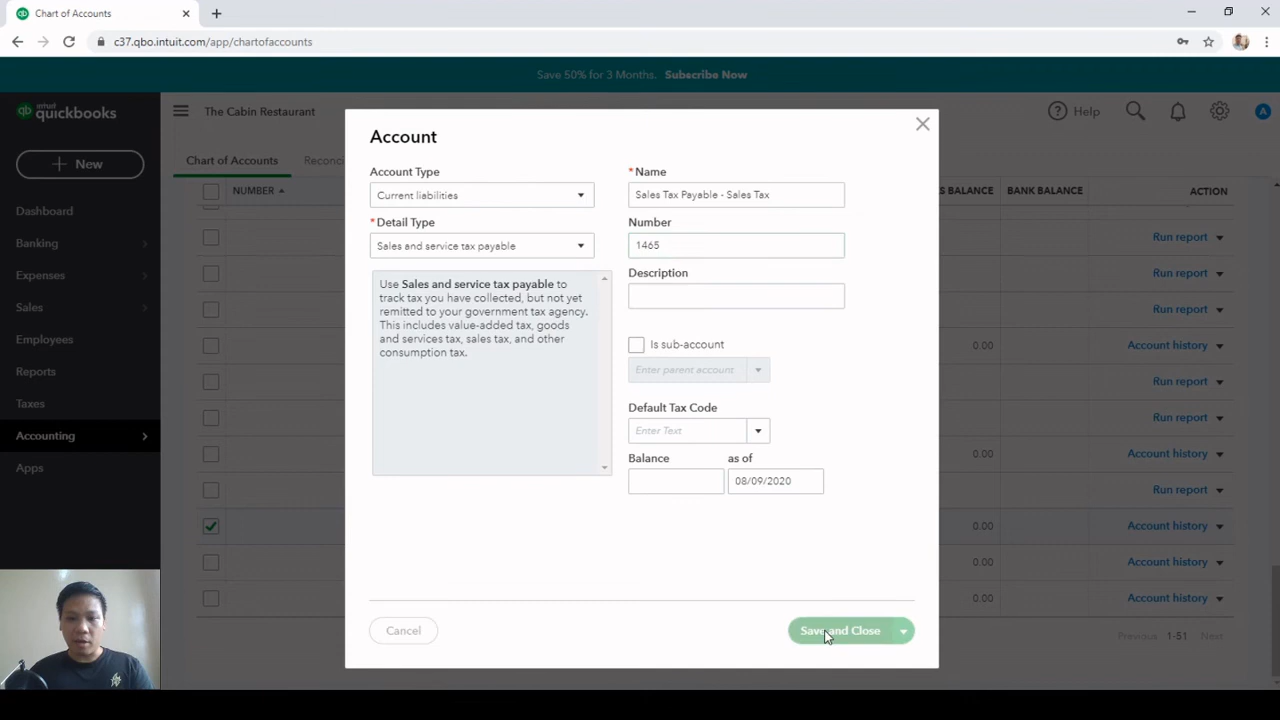 Chart of Accounts
c37.qbo.intuit.com/app/chartofaccounts
Save 50% for 3 Months. Subscribe Now
qb intuit quickbooks
The Cabin Restaurant
Help
A
New
Chart of Accounts
Reconci
Dashboard
Banking
Expenses
Sales
Employees
Reports
Taxes
Accounting
Apps
NUMBER
S BALANCE
BANK BALANCE
ACTION
Run report
Run report
Run report
0.00 Account history
Run report
Run report
0.00 Account history
Run report
0.00 Account history
0.00 Account history
0.00 Account history
Previous 1-51 Next
Account
Account Type
Current liabilities
*Detail Type
Sales and service tax payable
Use Sales and service tax payable to
track tax you have collected, but not yet
remitted to your government tax agency.
This includes value-added tax, goods
and services tax, sales tax, and other
consumption tax.
*Name
Sales Tax Payable - Sales Tax
Number
1465
Description
Is sub-account
Enter parent account
Default Tax Code
Enter Text
Balance
as of
08/09/2020
Cancel
Save and Close